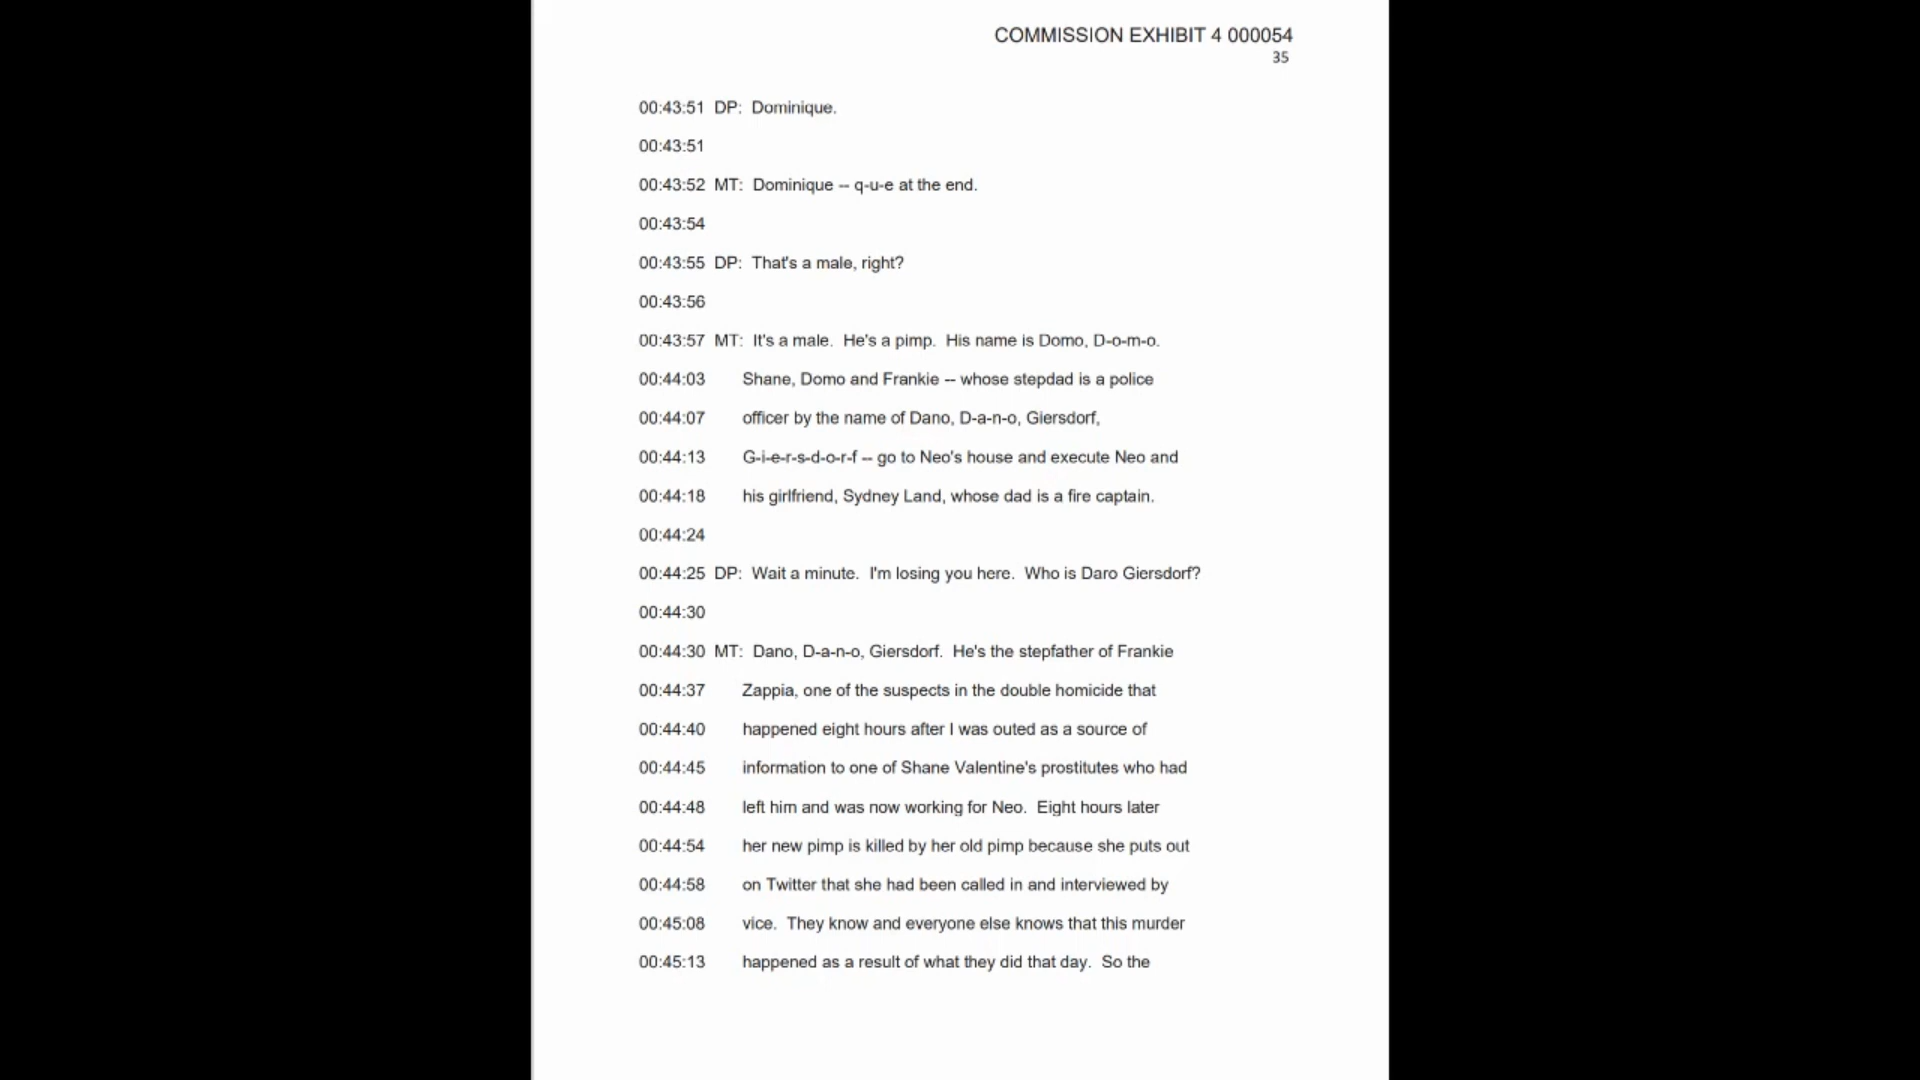 COMMISSION EXHIBIT 4 000054
35
00:43:51 DP: Dominique.
00:43:51
00:43:52 MT: Dominique -- q-u-e at the end.
00:43:54
00:43:55 DP: That's a male, right?
00:43:56
00:43:57 MT: It's a male. He's a pimp. His name is Domo, D-o-m-o.
00:44:03 Shane, Domo and Frankie -- whose stepdad is a police
00:44:07 officer by the name of Dano, D-a-n-o, Giersdorf,
00:44:13 G-i-e-r-s-d-o-r-f -- go to Neo's house and execute Neo and
00:44:18 his girlfriend, Sydney Land, whose dad is a fire captain.
00:44:24
00:44:25 DP: Wait a minute. I'm losing you here. Who is Daro Giersdorf?
00:44:30
00:44:30 MT: Dano, D-a-n-o, Giersdorf. He's the stepfather of Frankie
00:44:37 Zappia, one of the suspects in the double homicide that
00:44:40 happened eight hours after I was outed as a source of
00:44:45 information to one of Shane Valentine's prostitutes who had
00:44:48 left him and was now working for Neo. Eight hours later
00:44:54 her new pimp is killed by her old pimp because she puts out
00:44:58 on Twitter that she had been called in and interviewed by
00:45:08 vice. They know and everyone else knows that this murder
00:45:13 happened as a result of what they did that day. So the